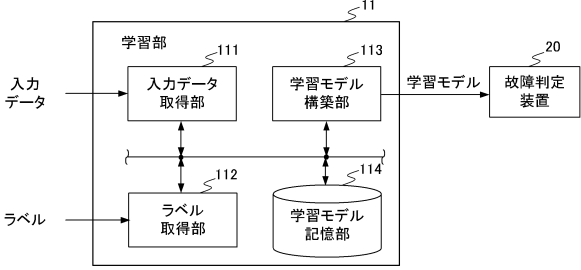 11
学習部
111
113
20
入力
データ
入力データ
取得部
学習モデル
構築部
学習モデル
故障判定
装置
112
114
ラベル
ラベル
取得部
学習モデル
記憶部